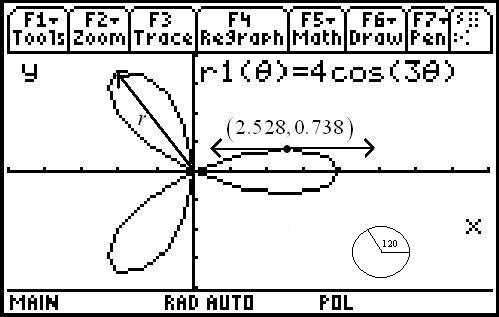 F1 F2 F3 F4 F5 F6 F7
Tools Zoom Trace ReGraph Math Draw Pen
y r1(θ)=4cos(3θ)
r
(2.528, 0.738)
x
120
MAIN RAD AUTO POL